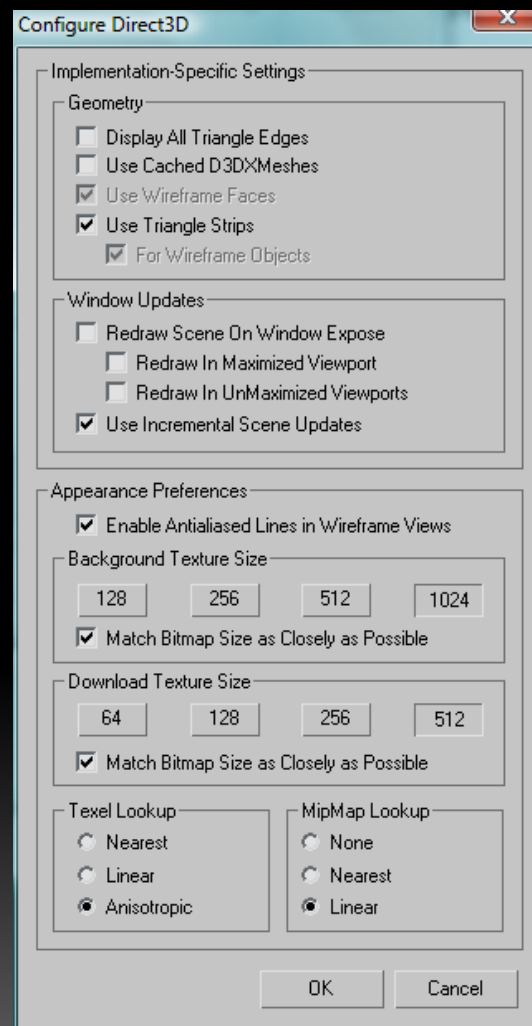 Configure Direct3D
Implementation-Specific Settings
Geometry
Display All Triangle Edges
Use Cached D3DXMeshes
Use Wireframe Faces
Use Triangle Strips
For Wireframe Objects
Window Updates
Redraw Scene On Window Expose
Redraw In Maximized Viewport
Redraw In UnMaximized Viewports
Use Incremental Scene Updates
Appearance Preferences
Enable Antialiased Lines in Wireframe Views
Background Texture Size
128 256 512 1024
Match Bitmap Size as Closely as Possible
Download Texture Size
64 128 256 512
Match Bitmap Size as Closely as Possible
Texel Lookup MipMap Lookup
Nearest None
Linear Nearest
Anisotropic Linear
OK Cancel